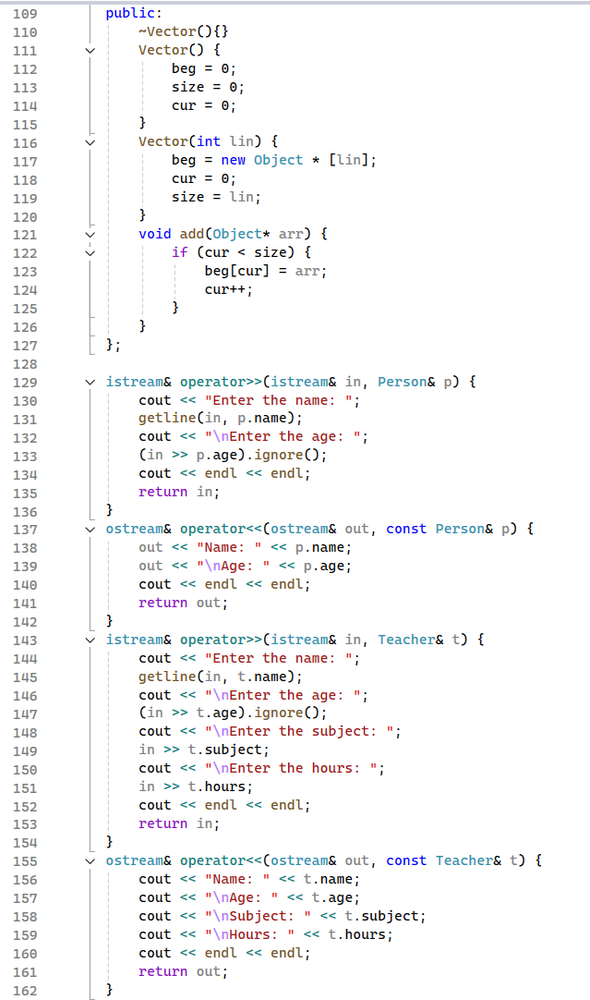 109 public:
110     ~Vector(){}
111     Vector() {
112         beg = 0;
113         size = 0;
114         cur = 0;
115     }
116     Vector(int lin) {
117         beg = new Object * [lin];
118         cur = 0;
119         size = lin;
120     }
121     void add(Object* arr) {
122         if (cur < size) {
123             beg[cur] = arr;
124             cur++;
125         }
126     }
127 };
128
129 istream& operator>>(istream& in, Person& p) {
130     cout << "Enter the name: ";
131     getline(in, p.name);
132     cout << "\nEnter the age: ";
133     (in >> p.age).ignore();
134     cout << endl << endl;
135     return in;
136 }
137 ostream& operator<<(ostream& out, const Person& p) {
138     out << "Name: " << p.name;
139     out << "\nAge: " << p.age;
140     cout << endl << endl;
141     return out;
142 }
143 istream& operator>>(istream& in, Teacher& t) {
144     cout << "Enter the name: ";
145     getline(in, t.name);
146     cout << "\nEnter the age: ";
147     (in >> t.age).ignore();
148     cout << "\nEnter the subject: ";
149     in >> t.subject;
150     cout << "\nEnter the hours: ";
151     in >> t.hours;
152     cout << endl << endl;
153     return in;
154 }
155 ostream& operator<<(ostream& out, const Teacher& t) {
156     cout << "Name: " << t.name;
157     cout << "\nAge: " << t.age;
158     cout << "\nSubject: " << t.subject;
159     cout << "\nHours: " << t.hours;
160     cout << endl << endl;
161     return out;
162 }